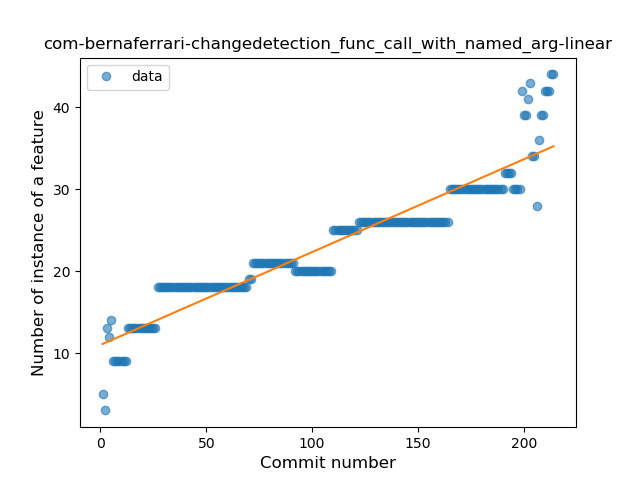 com-bernaferrari-changedetection_func_call_with_named_arg-linear
data
Number of instance of a feature
40
30
20
10
0
50
100
150
200
Commit number